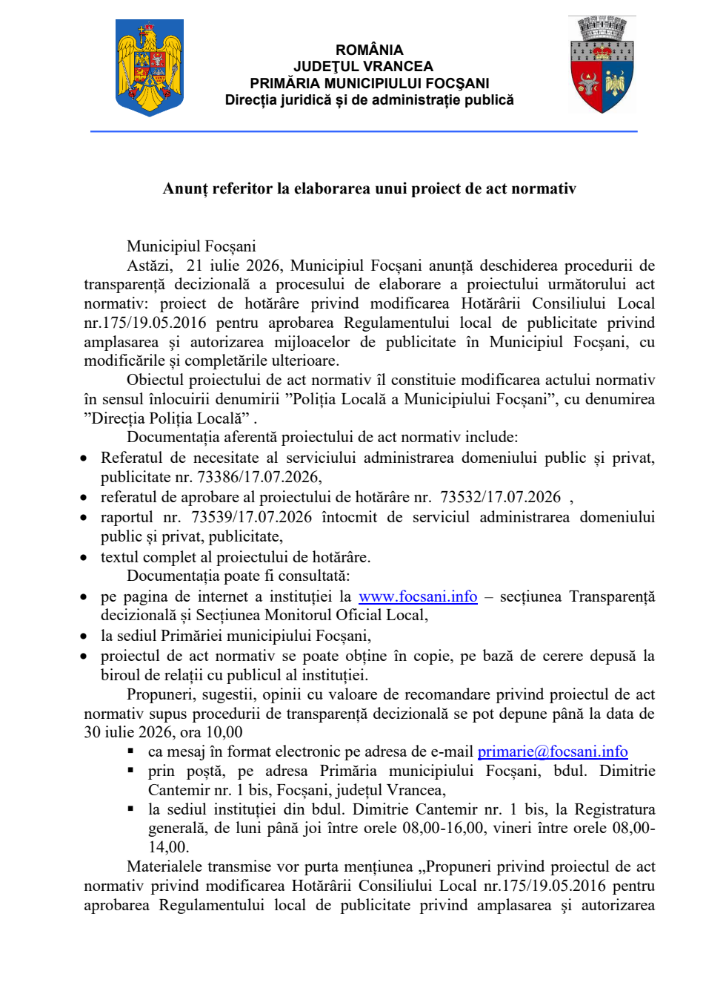 ROMÂNIA
JUDEŢUL VRANCEA
PRIMĂRIA MUNICIPIULUI FOCŞANI
Direcția juridică și de administrație publică
Anunț referitor la elaborarea unui proiect de act normativ
Municipiul Focșani
Astăzi,  21 iulie 2026, Municipiul Focșani anunță deschiderea procedurii de
transparență decizională a procesului de elaborare a proiectului următorului act
normativ: proiect de hotărâre privind modificarea Hotărârii Consiliului Local
nr.175/19.05.2016 pentru aprobarea Regulamentului local de publicitate privind
amplasarea şi autorizarea mijloacelor de publicitate în Municipiul Focşani, cu
modificările și completările ulterioare.
Obiectul proiectului de act normativ îl constituie modificarea actului normativ
în sensul înlocuirii denumirii ”Poliția Locală a Municipiului Focșani”, cu denumirea
”Direcția Poliția Locală” .
Documentația aferentă proiectului de act normativ include:
• Referatul de necesitate al serviciului administrarea domeniului public și privat,
publicitate nr. 73386/17.07.2026,
• referatul de aprobare al proiectului de hotărâre nr.  73532/17.07.2026  ,
• raportul nr. 73539/17.07.2026 întocmit de serviciul administrarea domeniului
public și privat, publicitate,
• textul complet al proiectului de hotărâre.
Documentația poate fi consultată:
• pe pagina de internet a instituției la www.focsani.info – secțiunea Transparență
decizională și Secțiunea Monitorul Oficial Local,
• la sediul Primăriei municipiului Focșani,
• proiectul de act normativ se poate obține în copie, pe bază de cerere depusă la
biroul de relații cu publicul al instituției.
Propuneri, sugestii, opinii cu valoare de recomandare privind proiectul de act
normativ supus procedurii de transparență decizională se pot depune până la data de
30 iulie 2026, ora 10,00
▪ ca mesaj în format electronic pe adresa de e-mail primarie@focsani.info
▪ prin poștă, pe adresa Primăria municipiului Focșani, bdul. Dimitrie
Cantemir nr. 1 bis, Focșani, județul Vrancea,
▪ la sediul instituției din bdul. Dimitrie Cantemir nr. 1 bis, la Registratura
generală, de luni până joi între orele 08,00-16,00, vineri între orele 08,00-
14,00.
Materialele transmise vor purta mențiunea „Propuneri privind proiectul de act
normativ privind modificarea Hotărârii Consiliului Local nr.175/19.05.2016 pentru
aprobarea Regulamentului local de publicitate privind amplasarea şi autorizarea